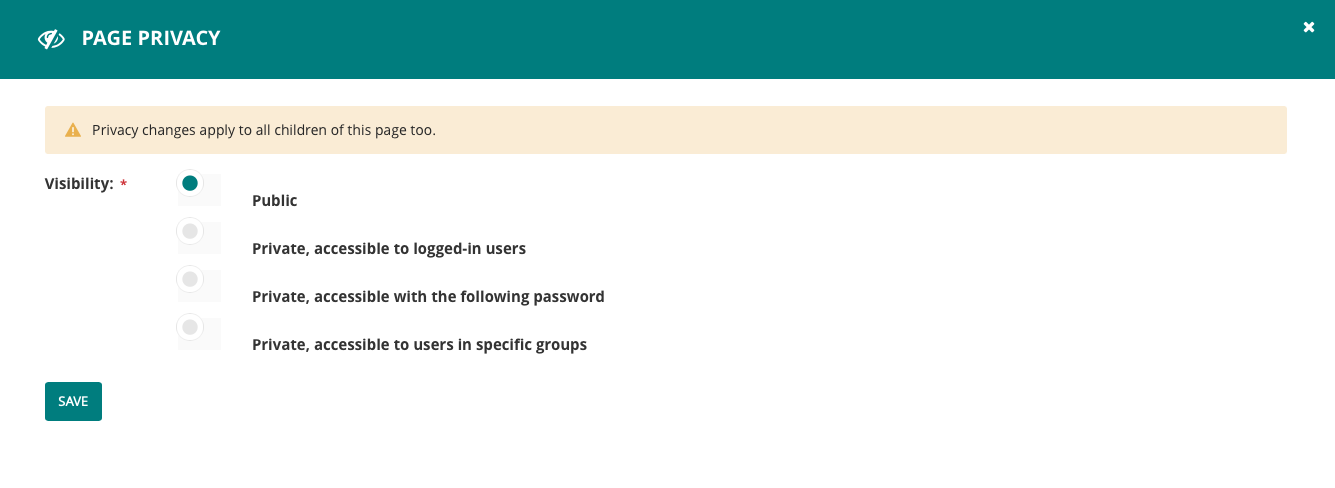 PAGE PRIVACY
Privacy changes apply to all children of this page too.
Visibility: *
Public
Private, accessible to logged-in users
Private, accessible with the following password
Private, accessible to users in specific groups
SAVE